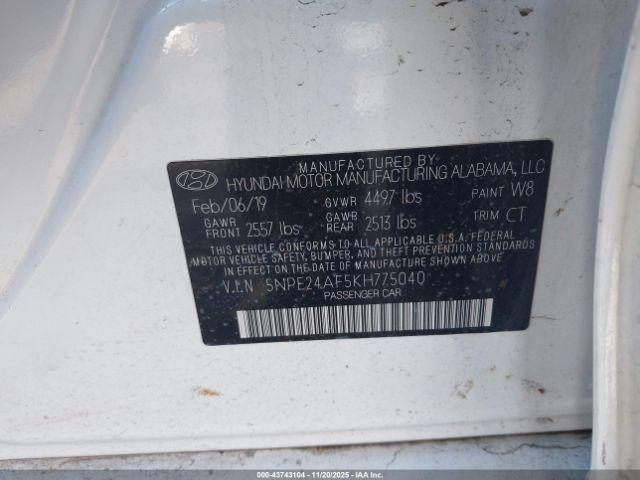 MANUFACTURED BY
HYUNDAI MOTOR MANUFACTURING ALABAMA, LLC
Feb/06/19 GVWR 4497 lbs PAINT W8
GAWR FRONT 2557 lbs GAWR REAR 2513 lbs TRIM CT
THIS VEHICLE CONFORMS TO ALL APPLICABLE U.S.A. FEDERAL
MOTOR VEHICLE SAFETY, BUMPER, AND THEFT PREVENTION STANDARDS
IN EFFECT ON THE DATE OF MANUFACTURE SHOWN ABOVE.
V.I.N 5NPE24AF5KH775040
PASSENGER CAR
000-43743104 - 11/20/2025 - IAAI.COM COPART